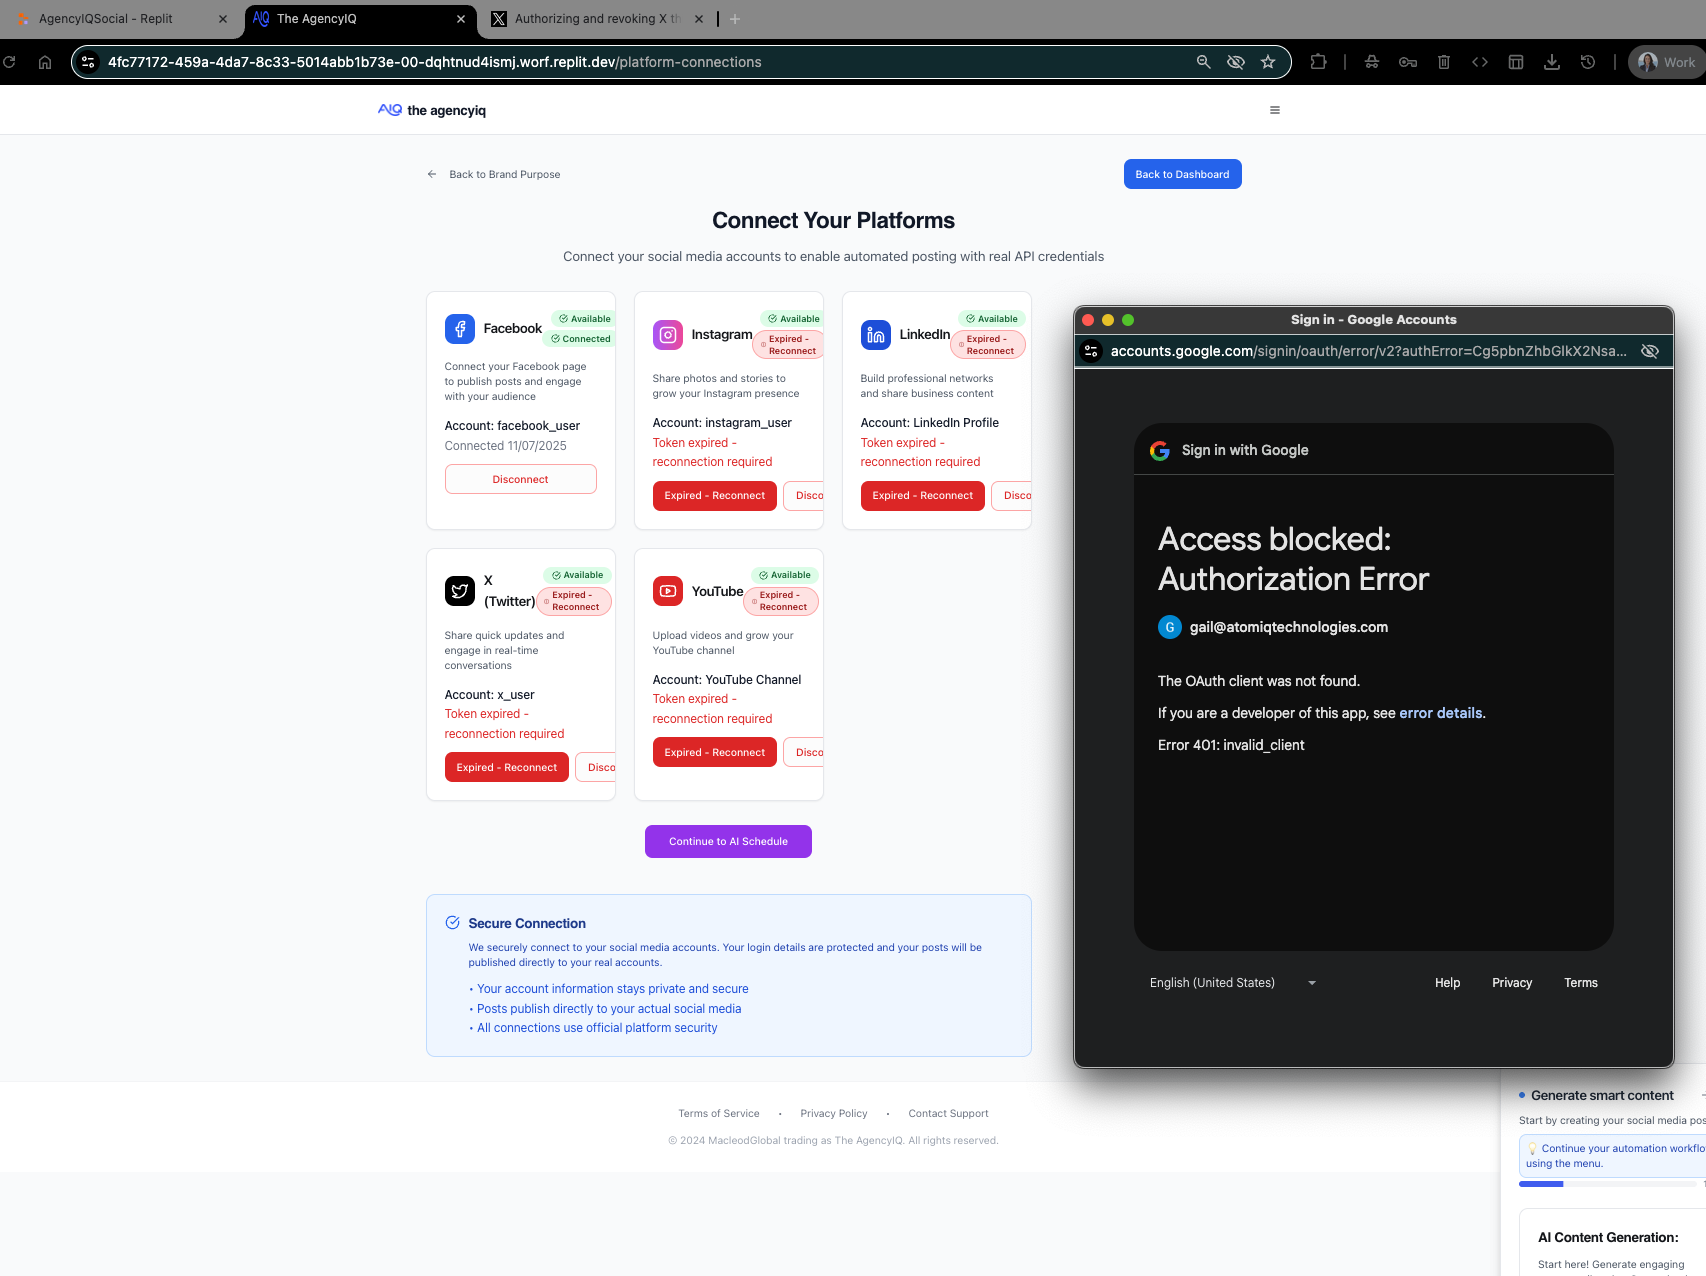 AgencyIQSocial - Replit
The AgencyIQ
Authorizing and revoking X th
4fc77172-459a-4da7-8c33-5014abb1b73e-00-dqhtnud4ismj.worf.replit.dev/platform-connections
Work
AIQ the agencyiq
Back to Brand Purpose
Back to Dashboard
Connect Your Platforms
Connect your social media accounts to enable automated posting with real API credentials
Facebook
Available
Connected
Connect your Facebook page
to publish posts and engage
with your audience
Account: facebook_user
Connected 11/07/2025
Disconnect
Instagram
Available
Expired -
Reconnect
Share photos and stories to
grow your Instagram presence
Account: instagram_user
Token expired -
reconnection required
Expired - Reconnect
Disco
LinkedIn
Available
Expired -
Reconnect
Build professional networks
and share business content
Account: LinkedIn Profile
Token expired -
reconnection required
Expired - Reconnect
Disco
X
(Twitter)
Available
Expired -
Reconnect
Share quick updates and
engage in real-time
conversations
Account: x_user
Token expired -
reconnection required
Expired - Reconnect
Disco
YouTube
Available
Expired -
Reconnect
Upload videos and grow your
YouTube channel
Account: YouTube Channel
Token expired -
reconnection required
Expired - Reconnect
Disco
Continue to AI Schedule
Secure Connection
We securely connect to your social media accounts. Your login details are protected and your posts will be
published directly to your real accounts.
• Your account information stays private and secure
• Posts publish directly to your actual social media
• All connections use official platform security
Terms of Service • Privacy Policy • Contact Support
© 2024 MacleodGlobal trading as The AgencyIQ. All rights reserved.
Sign in - Google Accounts
accounts.google.com/signin/oauth/error/v2?authError=Cg5pbnZhbGlkX2Nsa...
Sign in with Google
Access blocked:
Authorization Error
G gail@atomiqtechnologies.com
The OAuth client was not found.
If you are a developer of this app, see error details.
Error 401: invalid_client
English (United States)
Help
Privacy
Terms
Generate smart content
Start by creating your social media pos
Continue your automation workflo
using the menu.
AI Content Generation:
Start here! Generate engaging